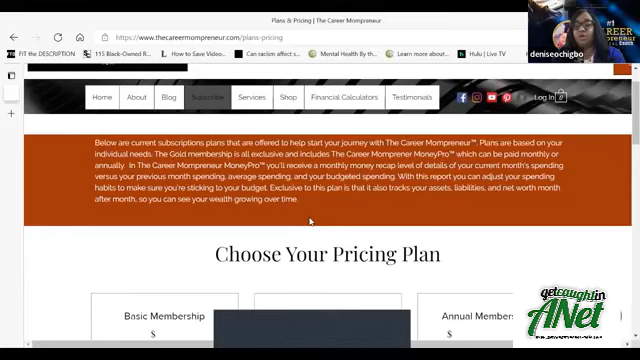 Plans & Pricing | The Career Mompreneur
https://www.thecareermompreneur.com/plans-pricing
FIT the DESCRIPTION
115 Black-Owned R...
How to Save Videos...
Can racism affect s...
Mental Health By th...
Learn more about...
Hulu | Live TV
#1
deniseochigbo
Home
About
Blog
Subscribe
Services
Shop
Financial Calculators
Testimonials
Log In
0
Below are current subscriptions plans that are offered to help start your journey with The Career Mompreneur™. Plans are based on your
individual needs. The Gold membership is all exclusive and includes The Career Momprener MoneyPro™ which can be paid monthly or
annually. In The Career Mompreneur MoneyPro™ you'll receive a monthly money recap level of details of your current month's spending
versus your previous month spending, average spending, and your budgeted spending. With this report you can adjust your spending
habits to make sure you're sticking to your budget. Exclusive to this plan is that it also tracks your assets, liabilities, and net worth month
after month, so you can see your wealth growing over time.
Choose Your Pricing Plan
Basic Membership
$
Annual Members
$
getcaughtin
ANet